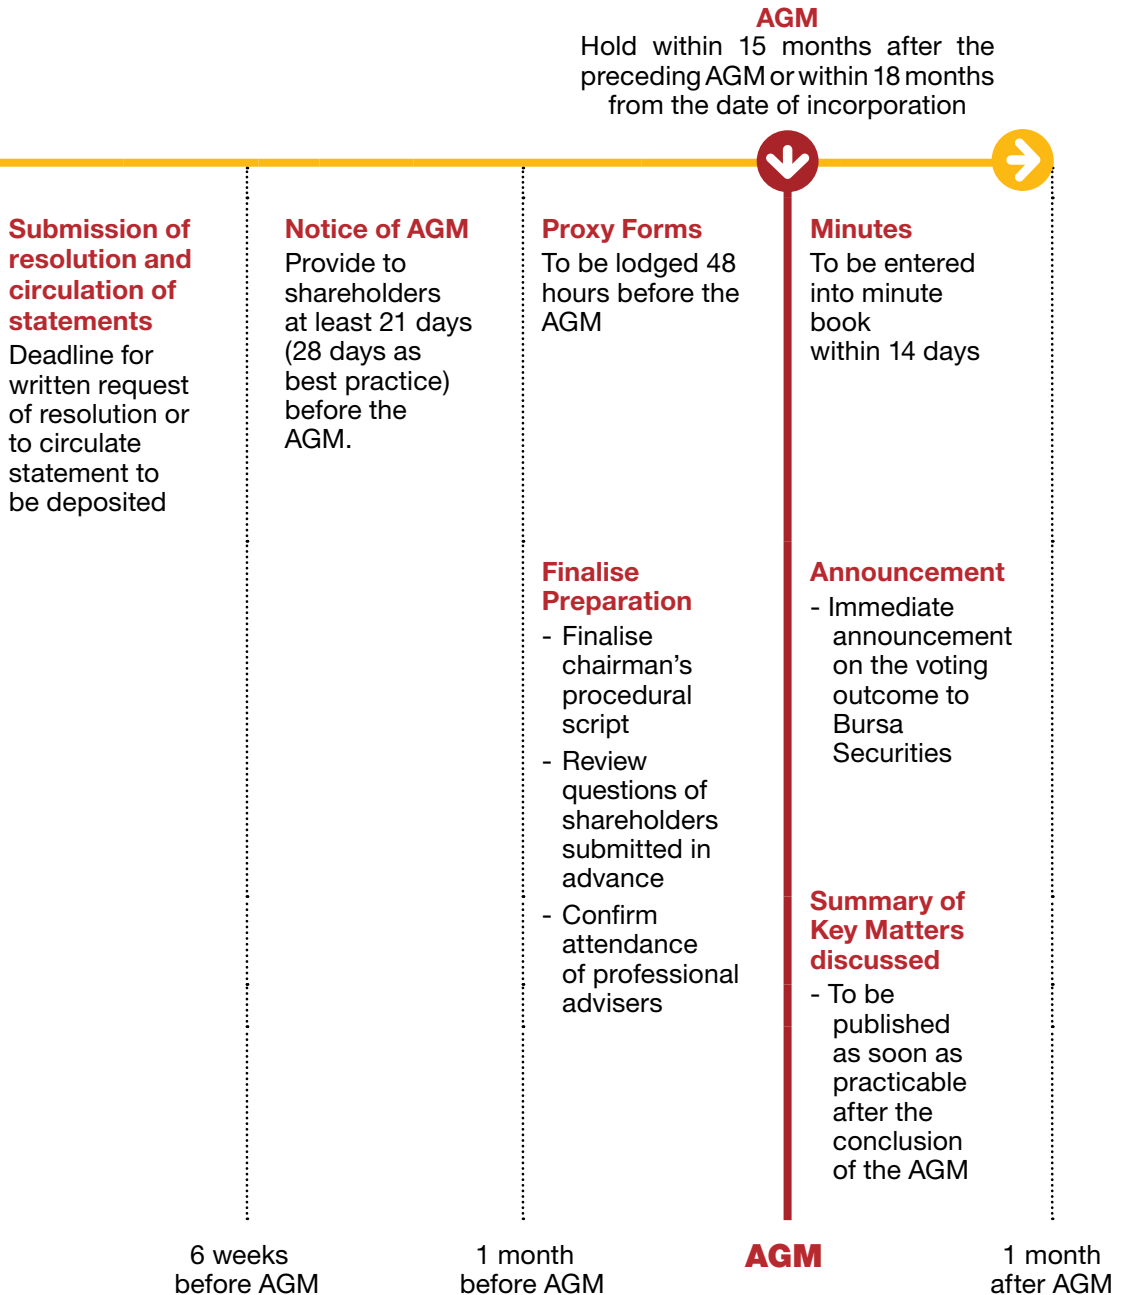 AGM
Hold within 15 months after the
preceding AGM or within 18 months
from the date of incorporation
Submission of
resolution and
circulation of
statements
Deadline for
written request
of resolution or
to circulate
statement to
be deposited
Notice of AGM
Provide to
shareholders
at least 21 days
(28 days as
best practice)
before the
AGM.
Proxy Forms
To be lodged 48
hours before the
AGM
Finalise
Preparation
- Finalise
chairman’s
procedural
script
- Review
questions of
shareholders
submitted in
advance
- Confirm
attendance
of professional
advisers
Minutes
To be entered
into minute
book
within 14 days
Announcement
- Immediate
announcement
on the voting
outcome to
Bursa
Securities
Summary of
Key Matters
discussed
- To be
published
as soon as
practicable
after the
conclusion
of the AGM
6 weeks
before AGM
1 month
before AGM
AGM
1 month
after AGM